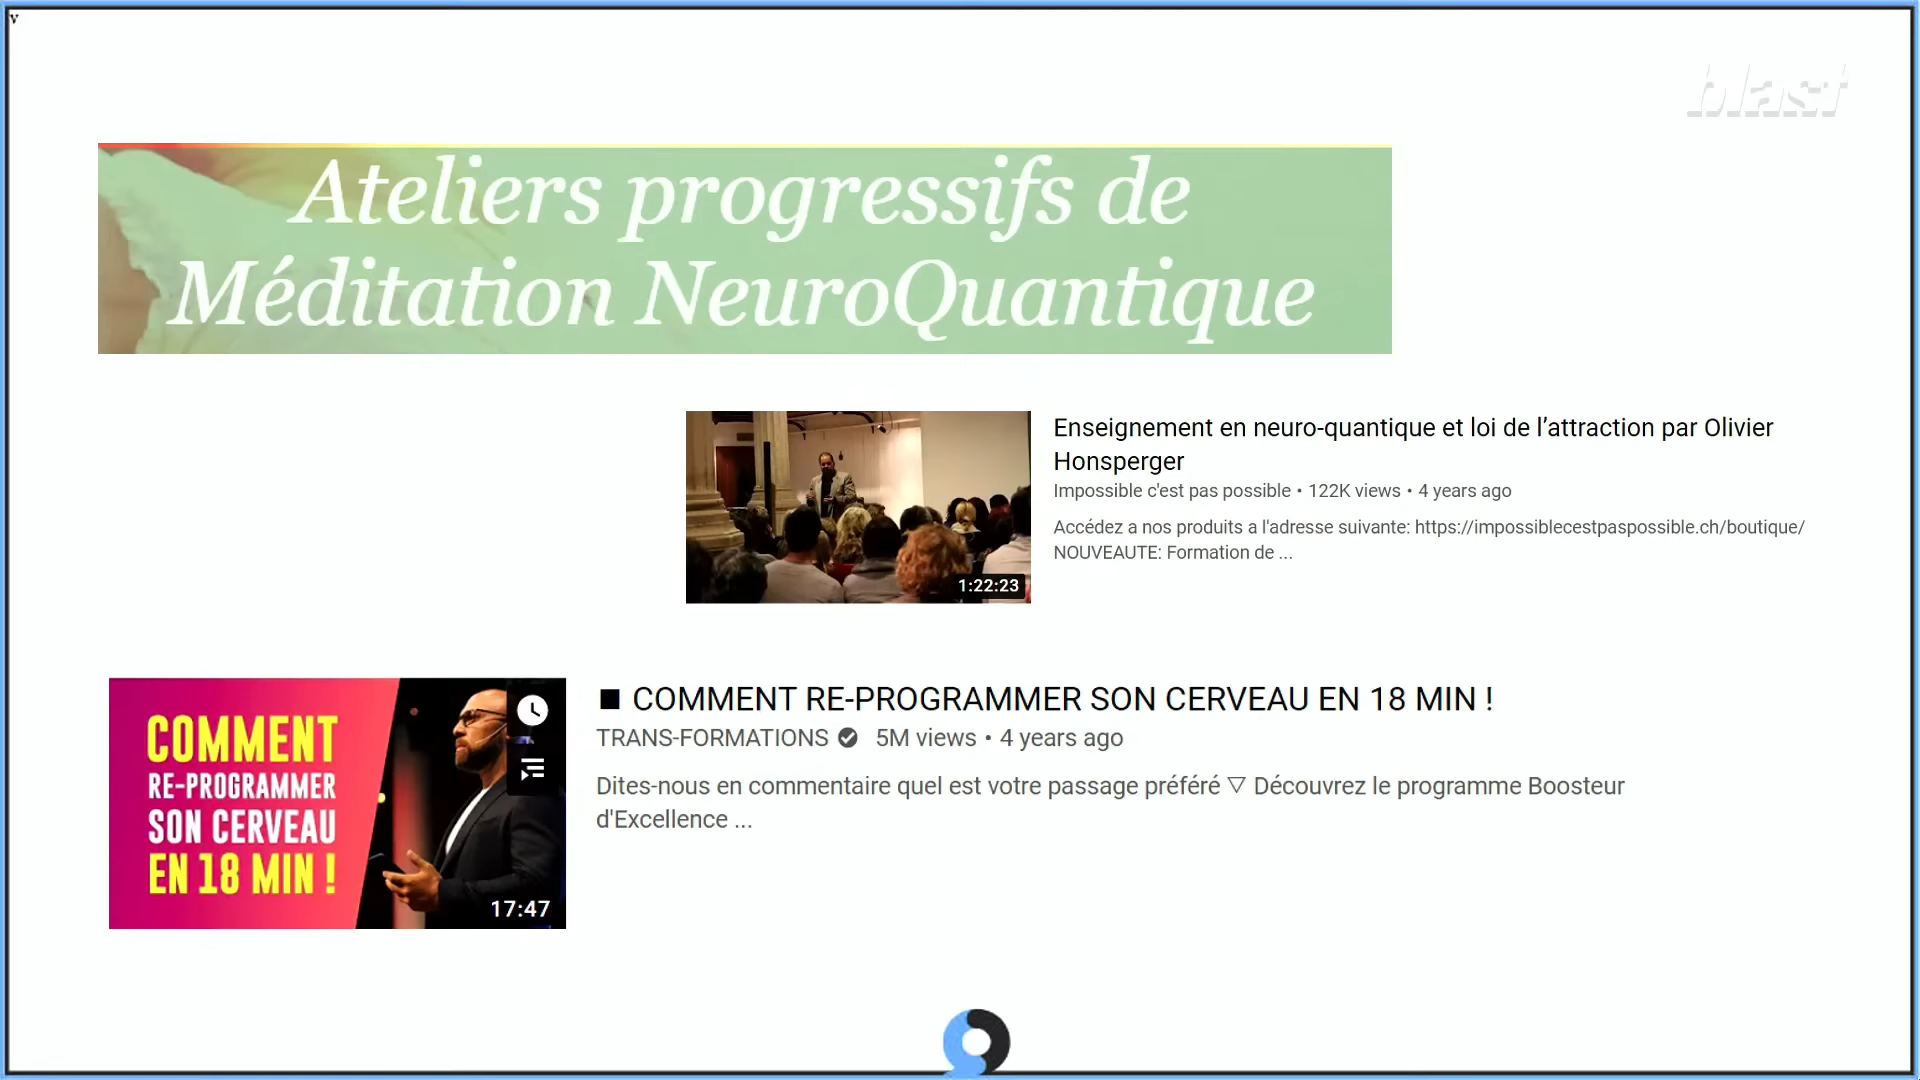 v
blast
Ateliers progressifs de
Méditation NeuroQuantique
Enseignement en neuro-quantique et loi de l’attraction par Olivier
Honsperger
Impossible c'est pas possible • 122K views • 4 years ago
Accédez a nos produits a l'adresse suivante: https://impossiblecestpaspossible.ch/boutique/
NOUVEAUTE: Formation de ...
1:22:23
COMMENT
RE-PROGRAMMER
SON CERVEAU
EN 18 MIN !
17:47
■ COMMENT RE-PROGRAMMER SON CERVEAU EN 18 MIN !
TRANS-FORMATIONS 5M views • 4 years ago
Dites-nous en commentaire quel est votre passage préféré ▽ Découvrez le programme Boosteur
d'Excellence ...